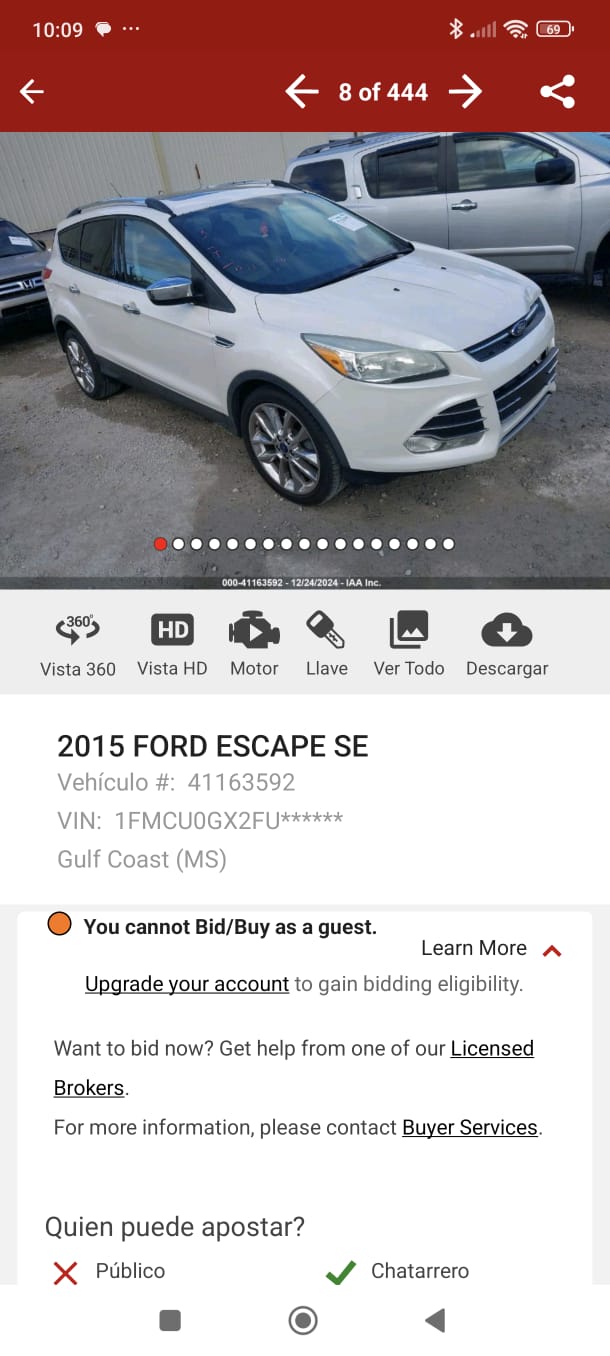 10:09
69
8 of 444
000-41163592 - 12/24/2024 - IAA Inc.
360°
HD
Vista 360
Vista HD
Motor
Llave
Ver Todo
Descargar
2015 FORD ESCAPE SE
Vehículo #: 41163592
VIN: 1FMCU0GX2FU******
Gulf Coast (MS)
You cannot Bid/Buy as a guest.
Learn More
Upgrade your account to gain bidding eligibility.
Want to bid now? Get help from one of our Licensed
Brokers.
For more information, please contact Buyer Services.
Quien puede apostar?
Público
Chatarrero